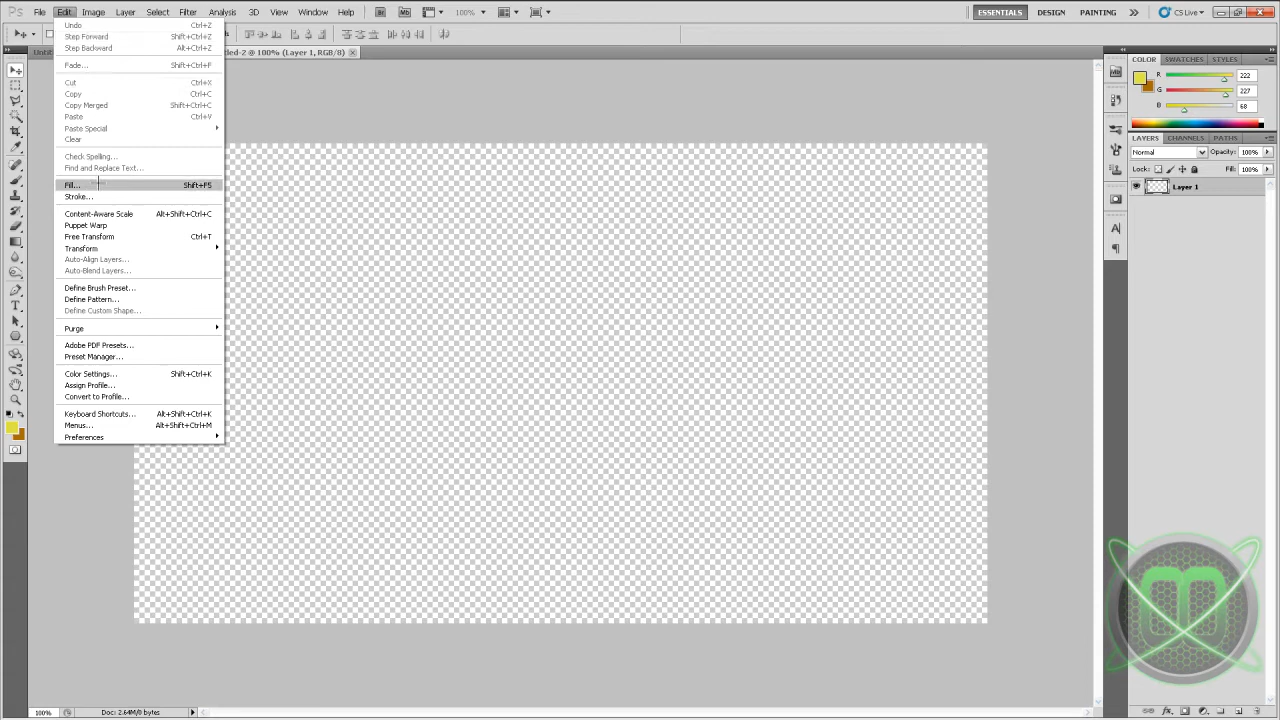 Ps File Edit Image Layer Select Filter Analysis 3D View Window Help Br Mb 100% ESSENTIALS DESIGN PAINTING CS Live
Undo Ctrl+Z
Step Forward Shift+Ctrl+Z
Step Backward Alt+Ctrl+Z
Fade... Shift+Ctrl+F
Cut Ctrl+X
Copy Ctrl+C
Copy Merged Shift+Ctrl+C
Paste Ctrl+V
Paste Special
Clear
Check Spelling...
Find and Replace Text...
Fill... Shift+F5
Stroke...
Content-Aware Scale Alt+Shift+Ctrl+C
Puppet Warp
Free Transform Ctrl+T
Transform
Auto-Align Layers...
Auto-Blend Layers...
Define Brush Preset...
Define Pattern...
Define Custom Shape...
Purge
Adobe PDF Presets...
Preset Manager...
Color Settings... Shift+Ctrl+K
Assign Profile...
Convert to Profile...
Keyboard Shortcuts... Alt+Shift+Ctrl+K
Menus... Alt+Shift+Ctrl+M
Preferences
tled-2 @ 100% (Layer 1, RGB/8)
COLOR SWATCHES STYLES
R 222
G 227
B 68
LAYERS CHANNELS PATHS
Normal Opacity: 100%
Lock: Fill: 100%
Layer 1
100% Doc: 2.64M/0 bytes